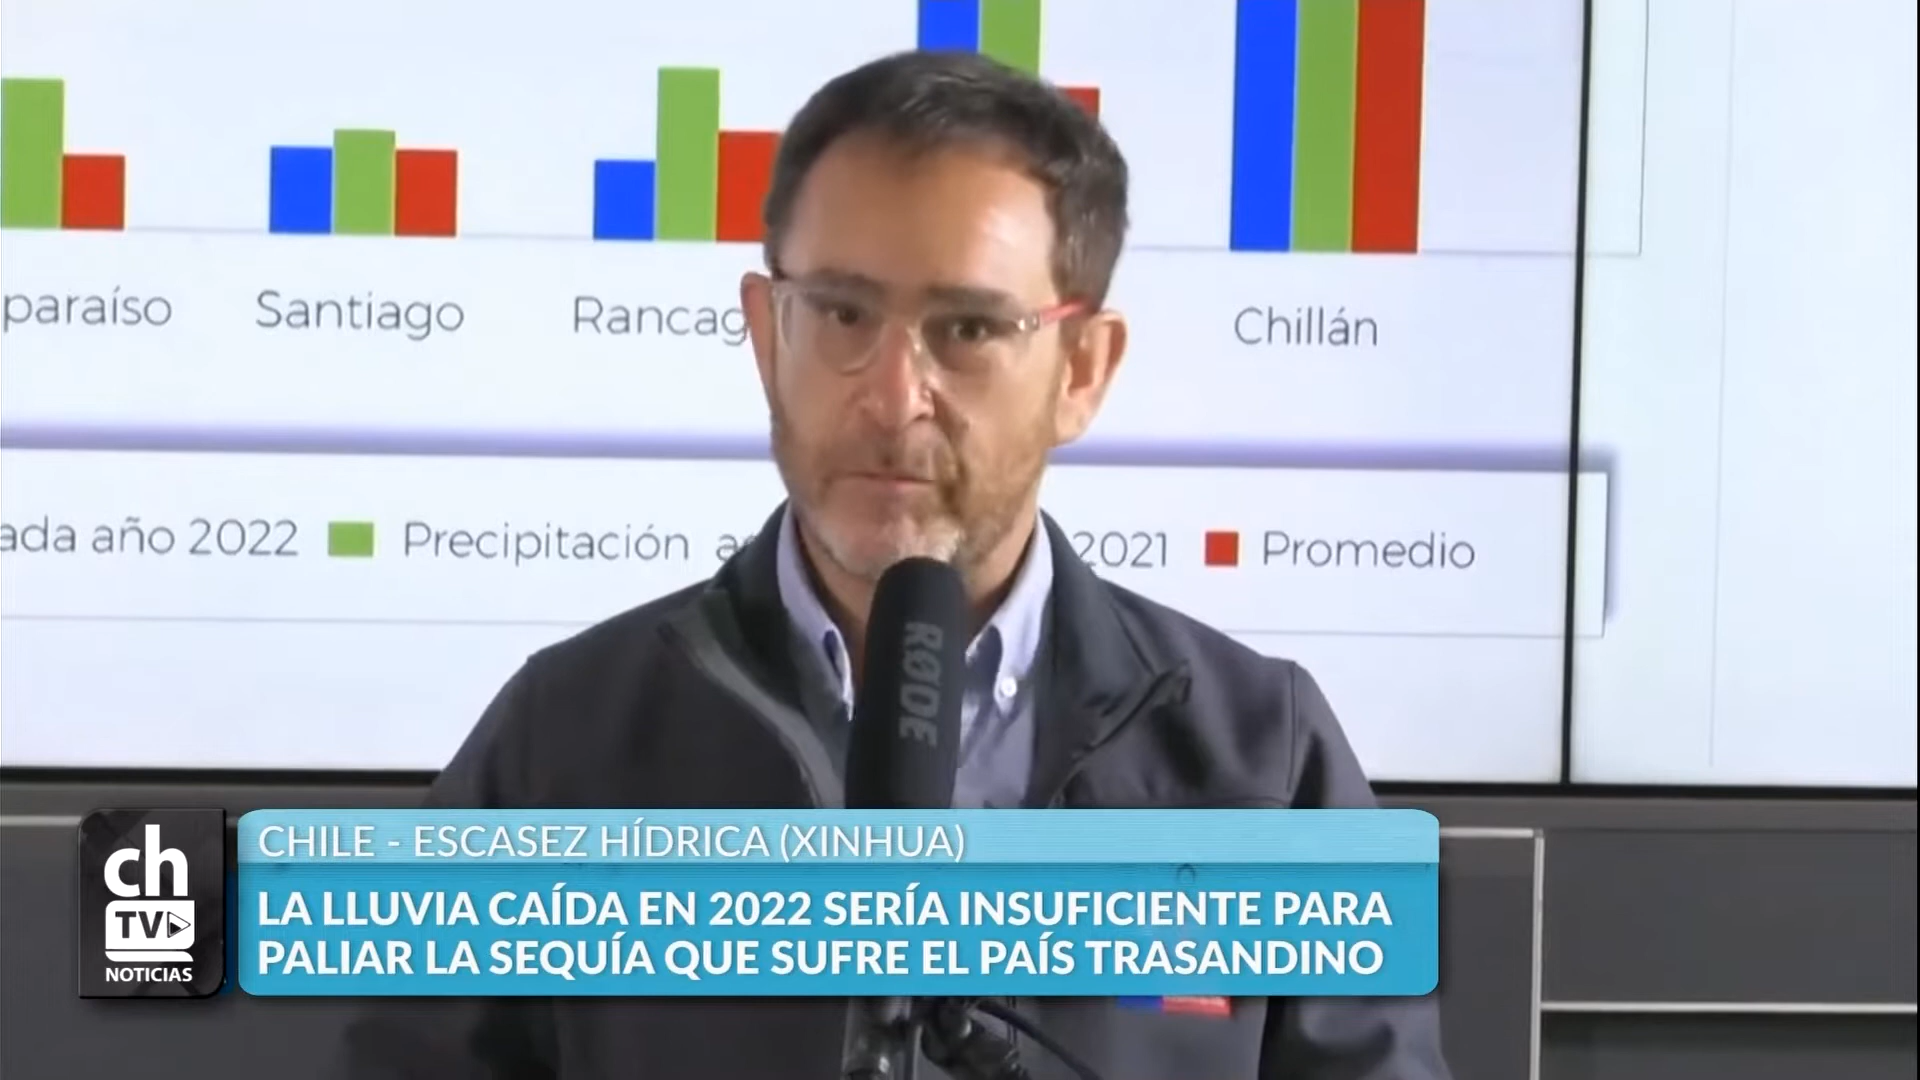 paraíso
Santiago
Rancag
Chillán
ada año 2022
Precipitación
2021
Promedio
RØDE
ch
TV
NOTICIAS
CHILE - ESCASEZ HÍDRICA (XINHUA)
LA LLUVIA CAÍDA EN 2022 SERÍA INSUFICIENTE PARA
PALIAR LA SEQUÍA QUE SUFRE EL PAÍS TRASANDINO